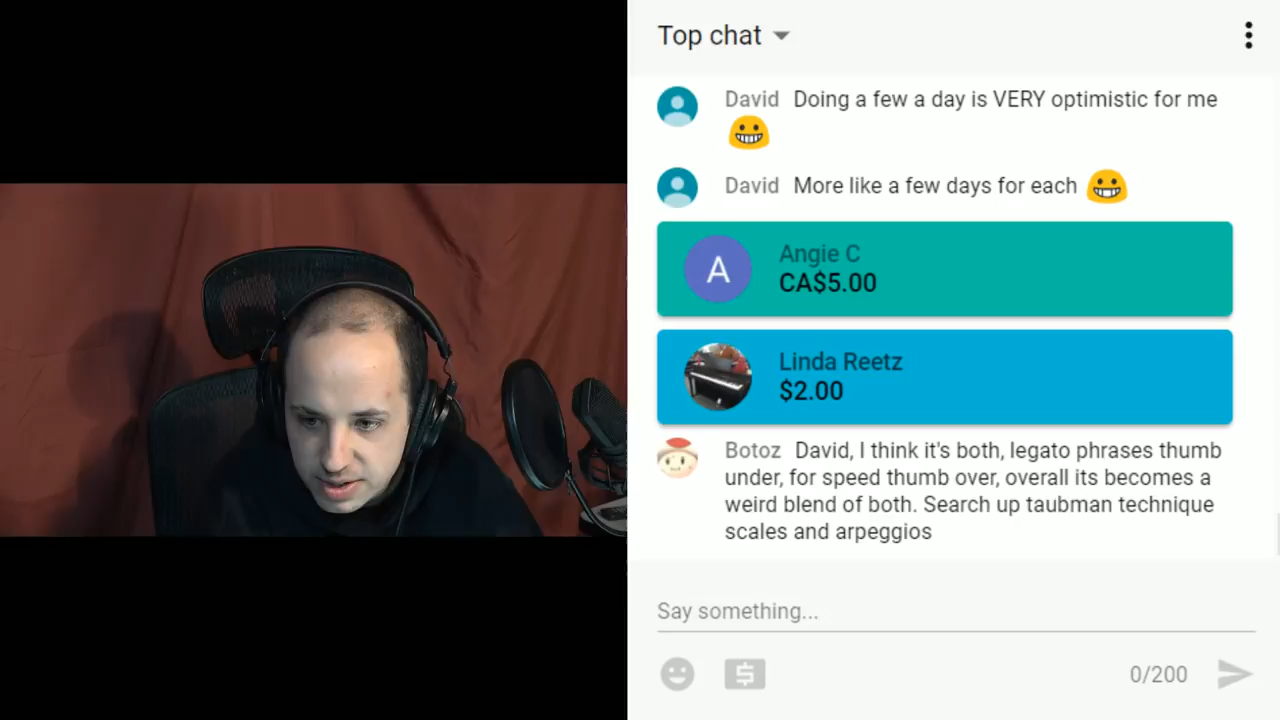 Top chat
David Doing a few a day is VERY optimistic for me
David More like a few days for each
A
Angie C
CA$5.00
Linda Reetz
$2.00
Botoz David, I think it's both, legato phrases thumb
under, for speed thumb over, overall its becomes a
weird blend of both. Search up taubman technique
scales and arpeggios
Say something...
$
0/200